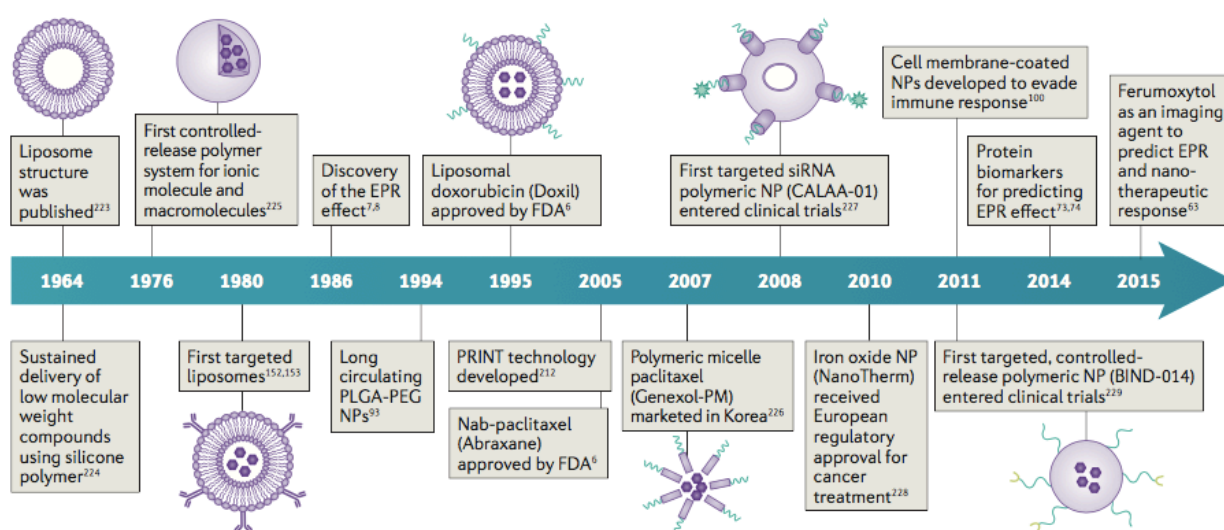 Liposome
structure
was
published223
First controlled-
release polymer
system for ionic
molecule and
macromolecules225
Discovery
of the EPR
effect7,8
Liposomal
doxorubicin (Doxil)
approved by FDA6
First targeted siRNA
polymeric NP (CALAA-01)
entered clinical trials227
Cell membrane-coated
NPs developed to evade
immune response100
Protein
biomarkers
for predicting
EPR effect73,74
Ferumoxytol
as an imaging
agent to
predict EPR
and nano-
therapeutic
response63
1964 1976 1980 1986 1994 1995 2005 2007 2008 2010 2011 2014 2015
Sustained
delivery of
low molecular
weight
compounds
using silicone
polymer224
First targeted
liposomes152,153
Long
circulating
PLGA-PEG
NPs93
PRINT technology
developed212
Nab-paclitaxel
(Abraxane)
approved by FDA6
Polymeric micelle
paclitaxel
(Genexol-PM)
marketed in Korea226
Iron oxide NP
(NanoTherm)
received
European
regulatory
approval for
cancer
treatment228
First targeted, controlled-
release polymeric NP (BIND-014)
entered clinical trials229